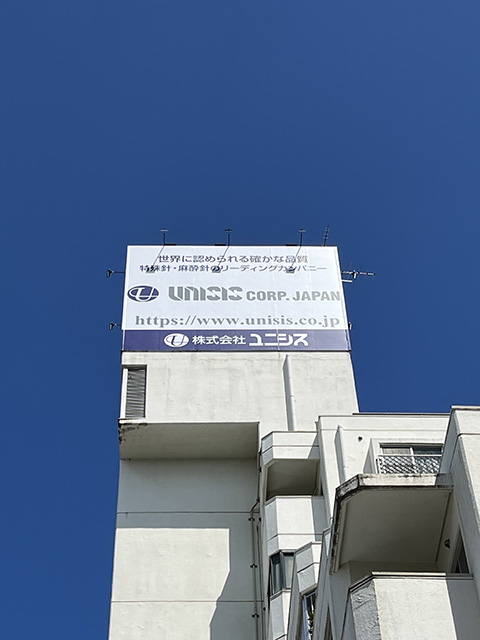 世界に認められる確かな品質
特殊針・麻酔針のリーディングカンパニー
UNISIS CORP. JAPAN
https://www.unisis.co.jp
株式会社 ユニシス